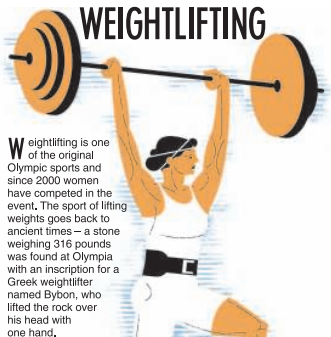 WEIGHTLIFTING
Weightlifting is one
of the original
Olympic sports and
since 2000 women
have competed in the
event. The sport of lifting
weights goes back to
ancient times – a stone
weighing 316 pounds
was found at Olympia
with an inscription for a
Greek weightlifter
named Bybon, who
lifted the rock over
his head with
one hand.